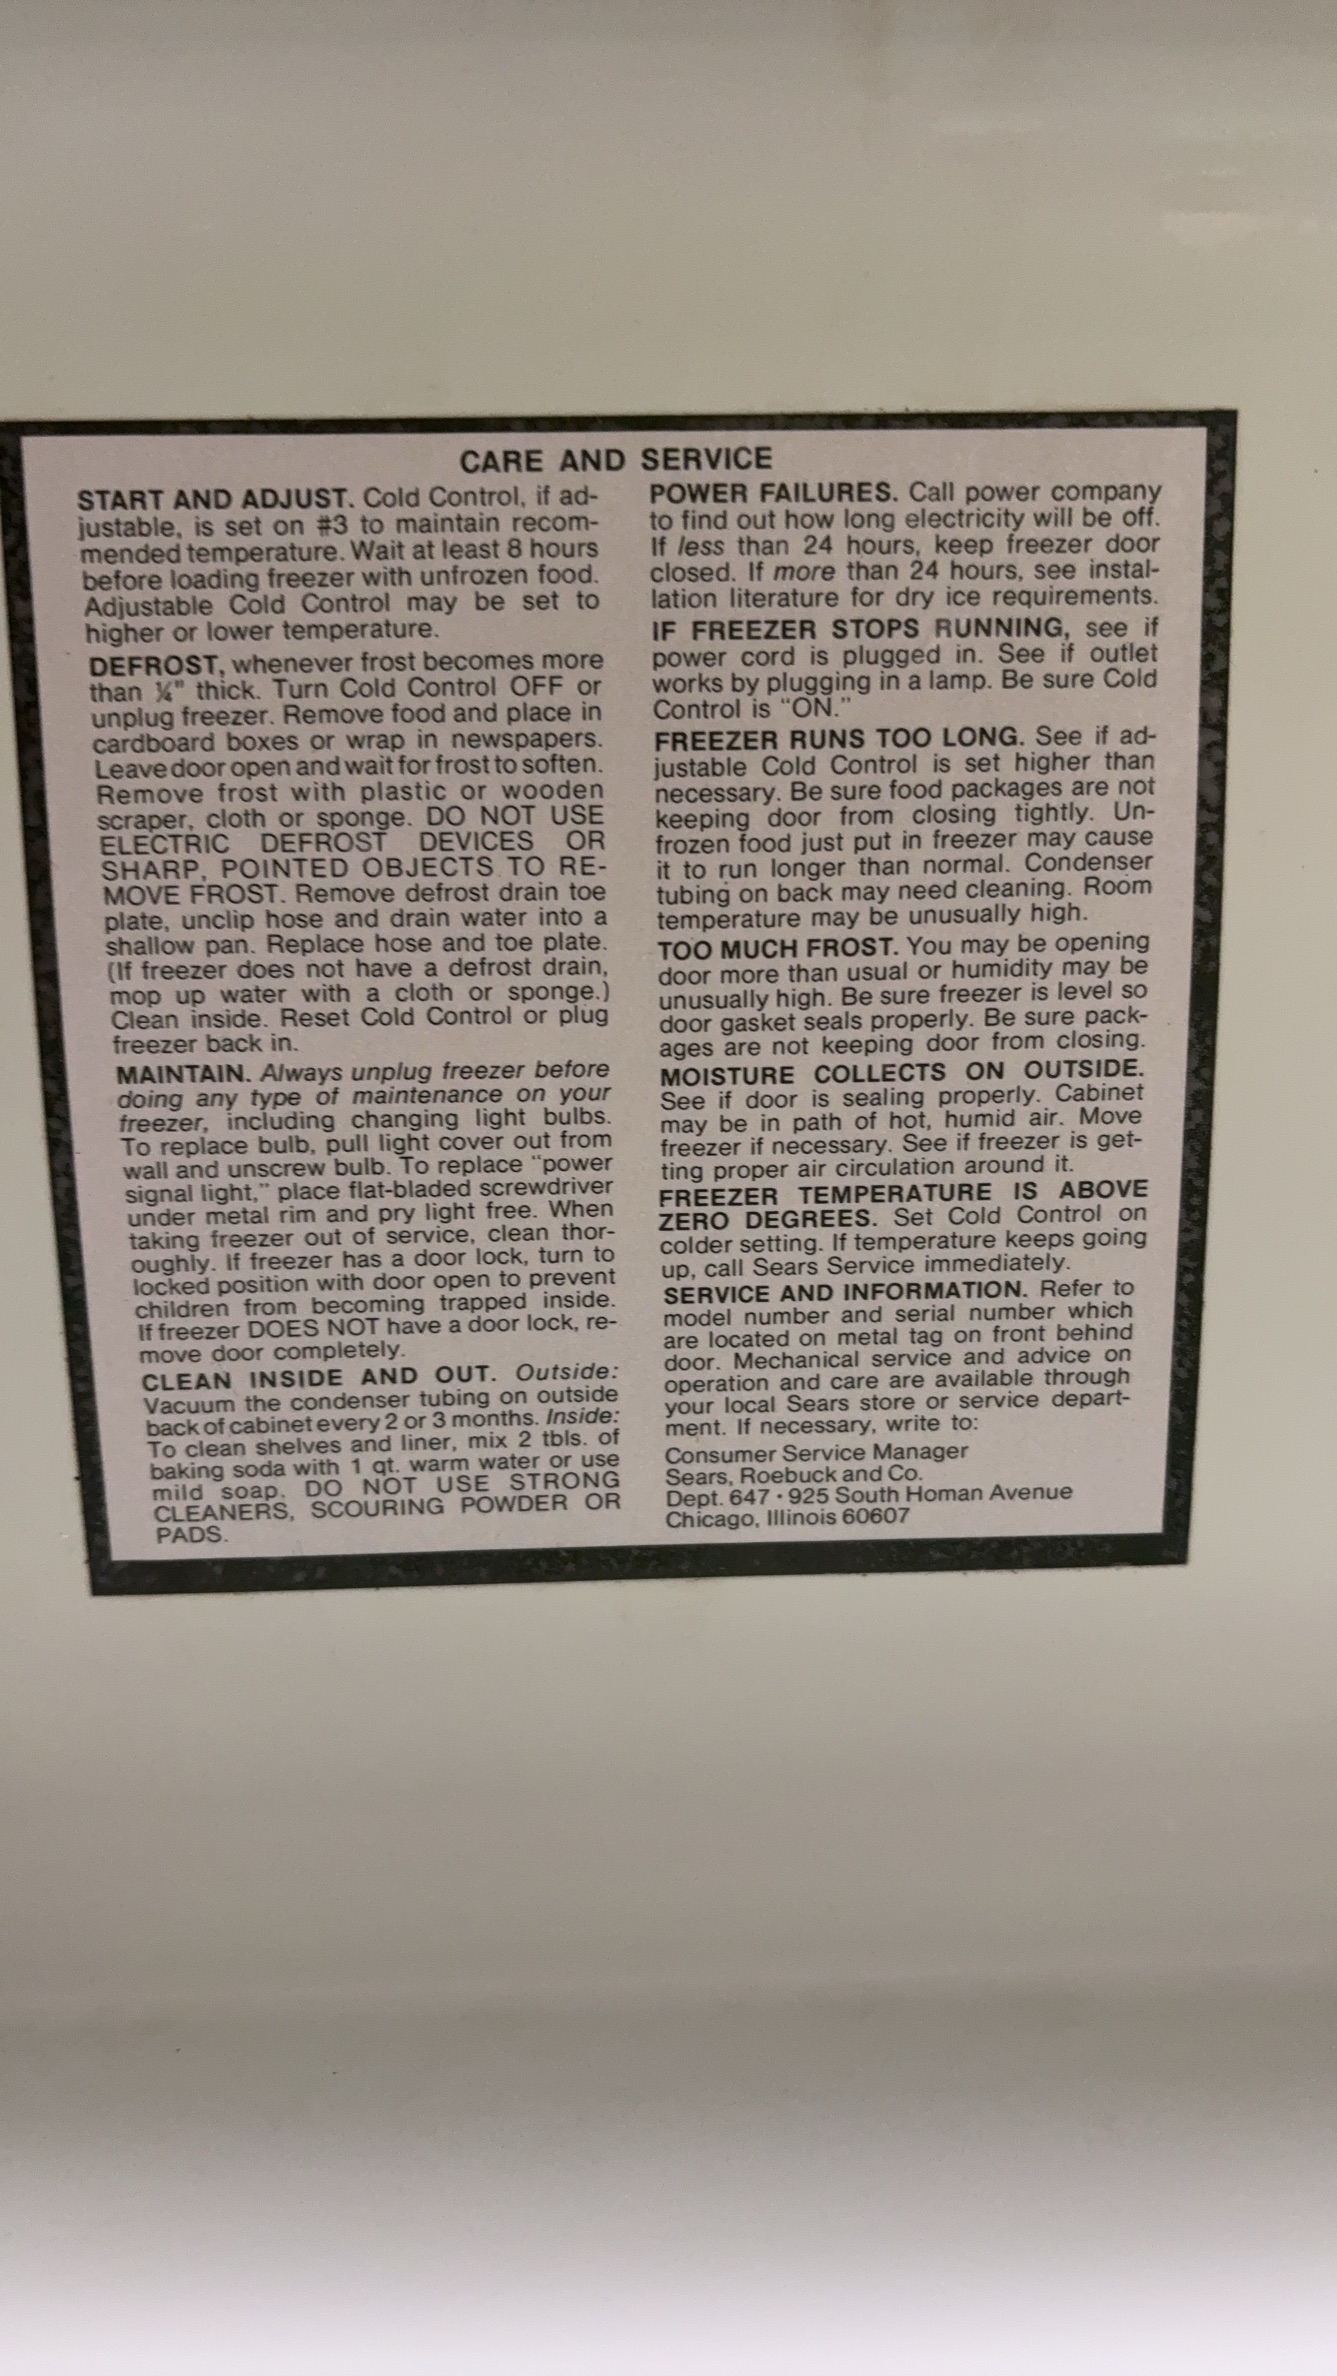 CARE AND SERVICE
START AND ADJUST. Cold Control, if ad-
justable, is set on #3 to maintain recom-
mended temperature. Wait at least 8 hours
before loading freezer with unfrozen food.
Adjustable Cold Control may be set to
higher or lower temperature.
DEFROST, whenever frost becomes more
than ¼" thick. Turn Cold Control OFF or
unplug freezer. Remove food and place in
cardboard boxes or wrap in newspapers.
Leave door open and wait for frost to soften.
Remove frost with plastic or wooden
scraper, cloth or sponge. DO NOT USE
ELECTRIC DEFROST DEVICES OR
SHARP, POINTED OBJECTS TO RE-
MOVE FROST. Remove defrost drain toe
plate, unclip hose and drain water into a
shallow pan. Replace hose and toe plate.
(If freezer does not have a defrost drain,
mop up water with a cloth or sponge.)
Clean inside. Reset Cold Control or plug
freezer back in.
MAINTAIN. Always unplug freezer before
doing any type of maintenance on your
freezer, including changing light bulbs.
To replace bulb, pull light cover out from
wall and unscrew bulb. To replace "power
signal light," place flat-bladed screwdriver
under metal rim and pry light free. When
taking freezer out of service, clean thor-
oughly. If freezer has a door lock, turn to
locked position with door open to prevent
children from becoming trapped inside.
If freezer DOES NOT have a door lock, re-
move door completely.
CLEAN INSIDE AND OUT. Outside:
Vacuum the condenser tubing on outside
back of cabinet every 2 or 3 months. Inside:
To clean shelves and liner, mix 2 tbls. of
baking soda with 1 qt. warm water or use
mild soap. DO NOT USE STRONG
CLEANERS, SCOURING POWDER OR
PADS.
POWER FAILURES. Call power company
to find out how long electricity will be off.
If less than 24 hours, keep freezer door
closed. If more than 24 hours, see instal-
lation literature for dry ice requirements.
IF FREEZER STOPS RUNNING, see if
power cord is plugged in. See if outlet
works by plugging in a lamp. Be sure Cold
Control is "ON."
FREEZER RUNS TOO LONG. See if ad-
justable Cold Control is set higher than
necessary. Be sure food packages are not
keeping door from closing tightly. Un-
frozen food just put in freezer may cause
it to run longer than normal. Condenser
tubing on back may need cleaning. Room
temperature may be unusually high.
TOO MUCH FROST. You may be opening
door more than usual or humidity may be
unusually high. Be sure freezer is level so
door gasket seals properly. Be sure pack-
ages are not keeping door from closing.
MOISTURE COLLECTS ON OUTSIDE.
See if door is sealing properly. Cabinet
may be in path of hot, humid air. Move
freezer if necessary. See if freezer is get-
ting proper air circulation around it.
FREEZER TEMPERATURE IS ABOVE
ZERO DEGREES. Set Cold Control on
colder setting. If temperature keeps going
up, call Sears Service immediately.
SERVICE AND INFORMATION. Refer to
model number and serial number which
are located on metal tag on front behind
door. Mechanical service and advice on
operation and care are available through
your local Sears store or service depart-
ment. If necessary, write to:
Consumer Service Manager
Sears, Roebuck and Co.
Dept. 647 · 925 South Homan Avenue
Chicago, Illinois 60607